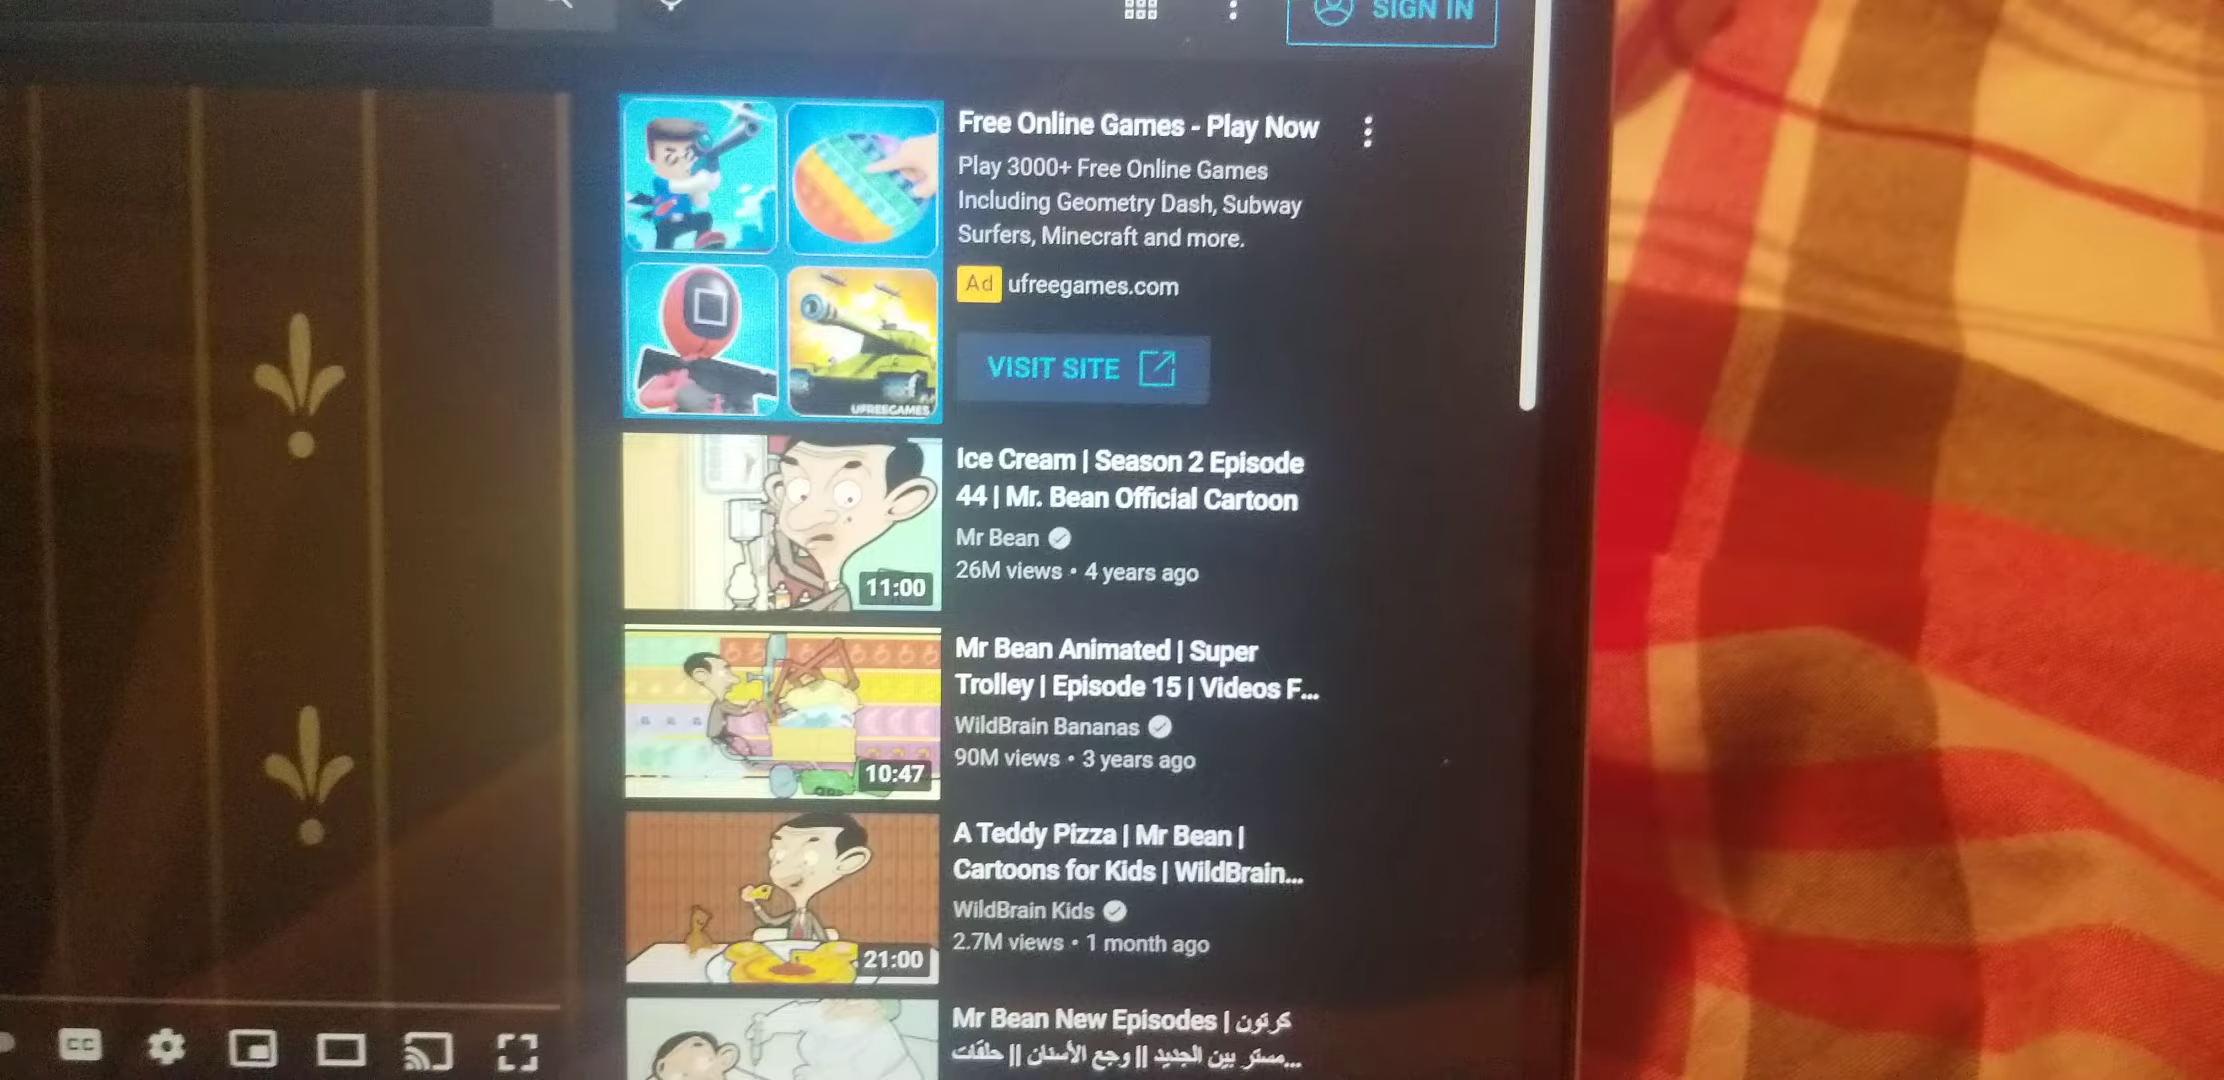 SIGN IN
Free Online Games - Play Now
Play 3000+ Free Online Games
Including Geometry Dash, Subway
Surfers, Minecraft and more.
Ad ufreegames.com
VISIT SITE
UFREEGAMES
Ice Cream | Season 2 Episode
44 | Mr. Bean Official Cartoon
Mr Bean
26M views • 4 years ago
11:00
Mr Bean Animated | Super
Trolley | Episode 15 | Videos F...
WildBrain Bananas
90M views • 3 years ago
10:47
A Teddy Pizza | Mr Bean |
Cartoons for Kids | WildBrain...
WildBrain Kids
2.7M views • 1 month ago
21:00
Mr Bean New Episodes | كرتون
مستر بين الجديد || وجع الأسنان || حلقات...
CC